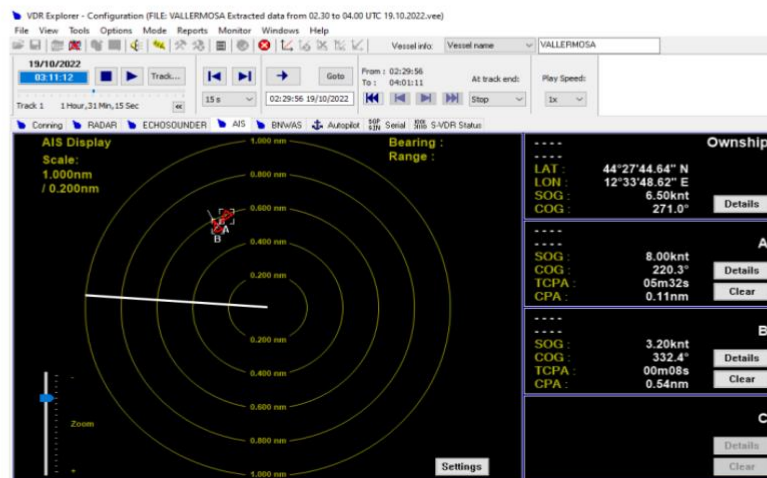 VDR Explorer - Configuration (FILE: VALLERMOSA Extracted data from 02.30 to 04.00 UTC 19.10.2022.vee)
File View Tools Options Mode Reports Monitor Windows Help
Vessel info: Vessel name VALLERMOSA
19/10/2022
03:11:12
Track...
Goto
From : 02:29:56
To : 04:01:11
At track end:
Play Speed:
Track 1 1Hour,31 Min,15 Sec
15 s
02:29:56 19/10/2022
Stop
1x
Conning RADAR ECHOSOUNDER AIS BNWAS Autopilot Serial S-VDR Status
AIS Display
Scale:
1.000nm
/ 0.200nm
Bearing :
Range :
1.000 nm
0.800 nm
0.600 nm
0.400 nm
0.200 nm
0.200 nm
0.400 nm
0.600 nm
0.800 nm
1.000 nm
A
B
Zoom
Settings
---- Ownship
----
LAT : 44°27'44.64" N
LON : 12°33'48.62" E
SOG : 6.50knt
COG : 271.0° Details
---- A
----
SOG : 8.00knt
COG : 220.3° Details
TCPA : 05m32s
CPA : 0.11nm Clear
---- B
----
SOG : 3.20knt
COG : 332.4° Details
TCPA : 00m08s
CPA : 0.54nm Clear
C
Details
Clear